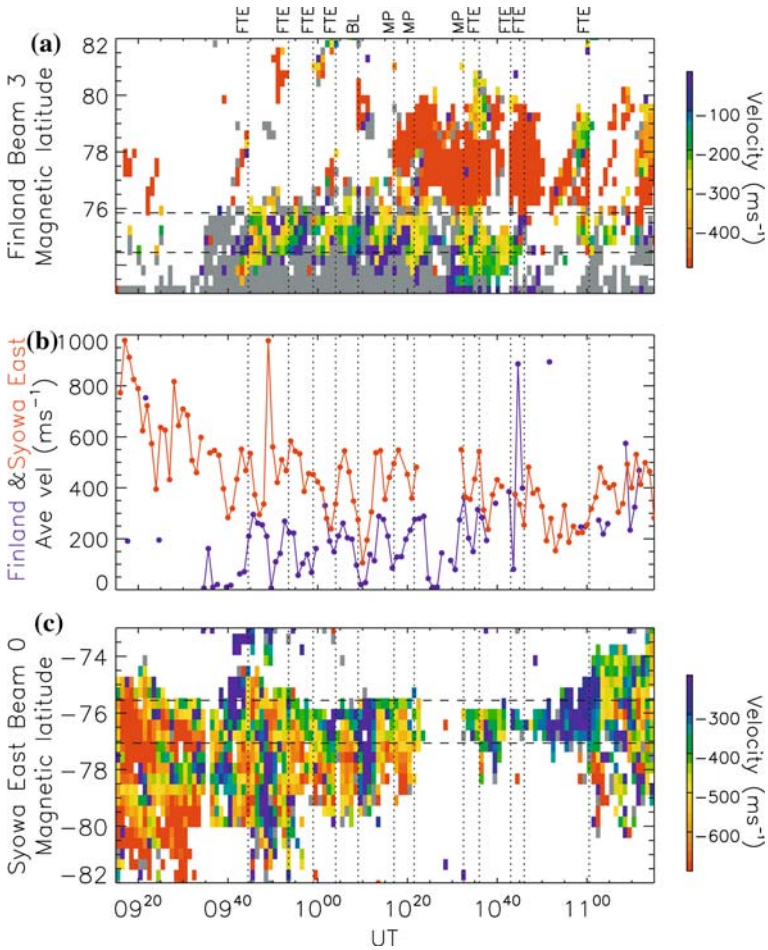 FTE FTE FTE FTE BL MP MP MP FTE FTE FTE FTE
(a)
Finland Beam 3
Magnetic latitude
82
80
78
76
Velocity (ms⁻¹)
−100
−200
−300
−400
(b)
Finland & Syowa East
Ave vel (ms⁻¹)
1000
800
600
400
200
0
(c)
Syowa East Beam 0
Magnetic latitude
−74
−76
−78
−80
−82
Velocity (ms⁻¹)
−300
−400
−500
−600
09²⁰ 09⁴⁰ 10⁰⁰ 10²⁰ 10⁴⁰ 11⁰⁰
UT